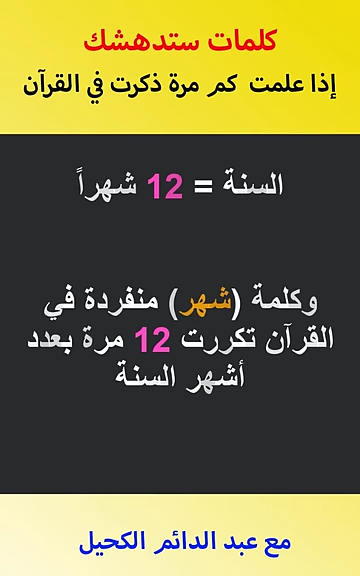 كلمات ستدهشك
إذا علمت كم مرة ذكرت في القرآن
السنة = 12 شهراً
وكلمة (شهر) منفردة في
القرآن تكررت 12 مرة بعدد
أشهر السنة
مع عبد الدائم الكحيل